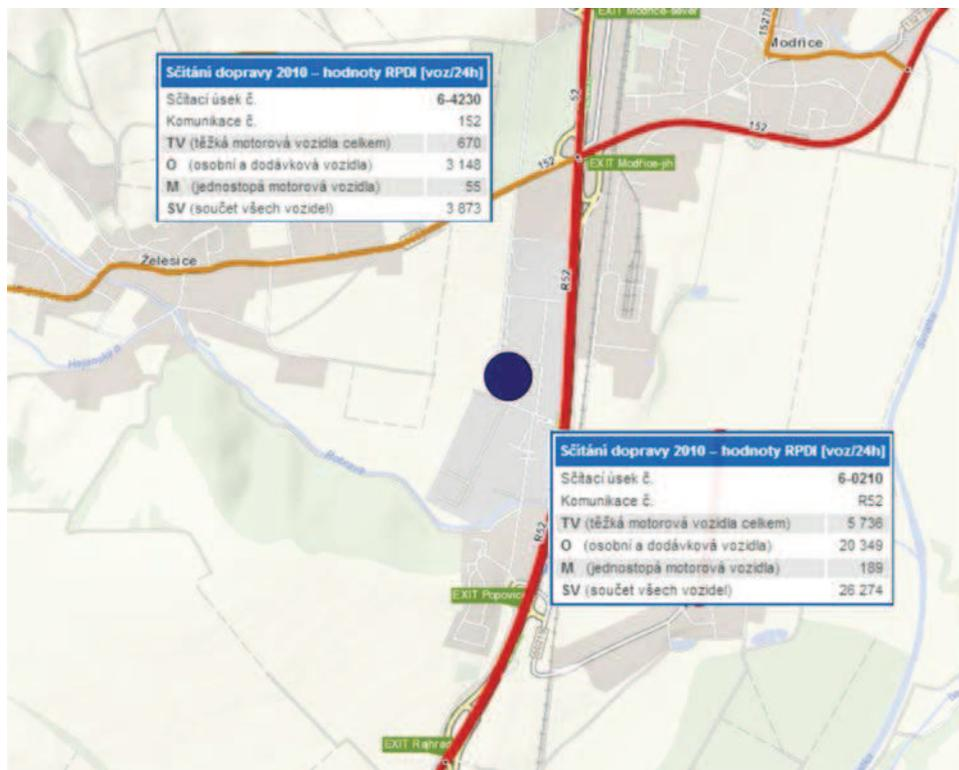 EXIT Modřice-sever
Modřice
152
Sčítání dopravy 2010 – hodnoty RPDI [voz/24h]
Sčítací úsek č. 6-4230
Komunikace č. 152
TV (těžká motorová vozidla celkem) 670
O (osobní a dodávková vozidla) 3 148
M (jednostopá motorová vozidla) 55
SV (součet všech vozidel) 3 873
52
152
152
EXIT Modřice-jih
Želesice
R52
Bobrava
Sčítání dopravy 2010 – hodnoty RPDI [voz/24h]
Sčítací úsek č. 6-0210
Komunikace č. R52
TV (těžká motorová vozidla celkem) 5 736
O (osobní a dodávková vozidla) 20 349
M (jednostopá motorová vozidla) 189
SV (součet všech vozidel) 26 274
R52
EXIT Popovice
EXIT Rajhrad